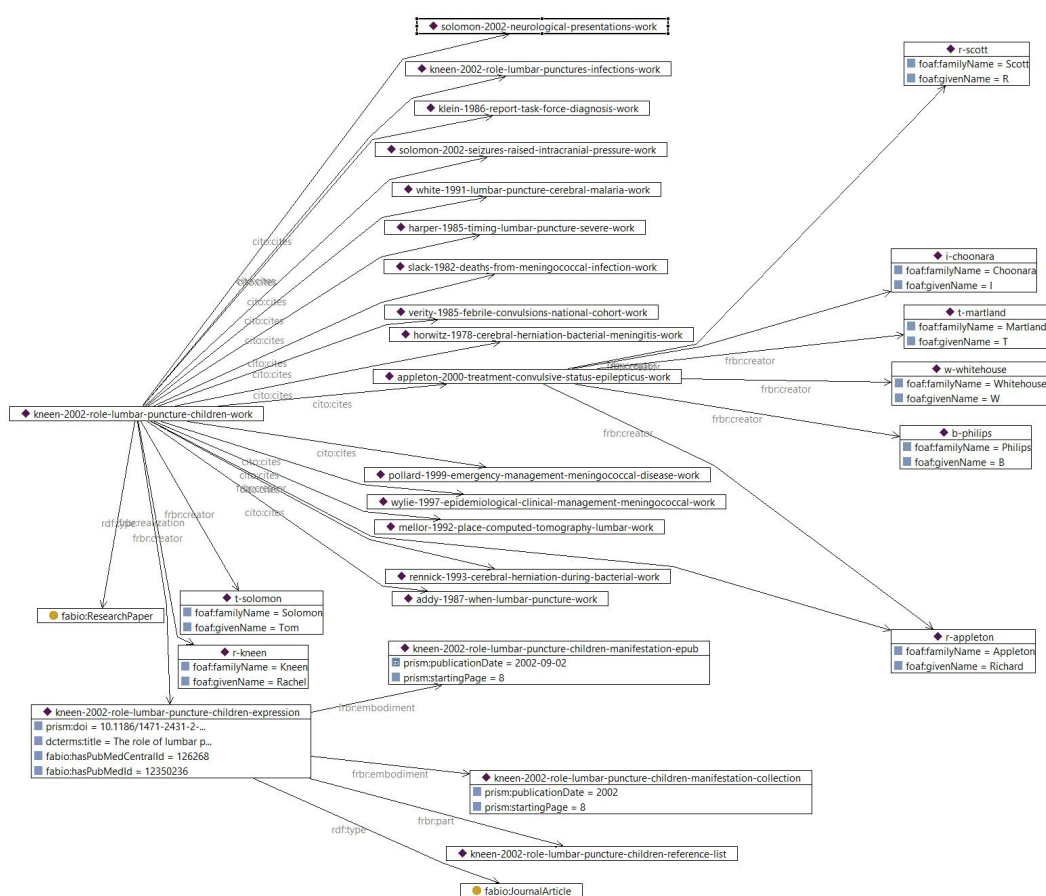 solomon-2002-neurological-presentations-work
kneen-2002-role-lumbar-punctures-infections-work
r-scott
foaf:familyName = Scott
foaf:givenName = R
klein-1986-report-task-force-diagnosis-work
solomon-2002-seizures-raised-intracranial-pressure-work
white-1991-lumbar-puncture-cerebral-malaria-work
harper-1985-timing-lumbar-puncture-severe-work
cito:cites
slack-1982-deaths-from-meningococcal-infection-work
i-choonara
foaf:familyName = Choonara
foaf:givenName = I
cito:cites
cito:cites
verity-1985-febrile-convulsions-national-cohort-work
t-martland
foaf:familyName = Martland
foaf:givenName = T
cito:cites
horwitz-1978-cerebral-herniation-bacterial-meningitis-work
cito:cites
frbr:creator
cito:cites
frbr:creator
appleton-2000-treatment-convulsive-status-epilepticus-work
w-whitehouse
foaf:familyName = Whitehouse
foaf:givenName = W
cito:cites
frbr:creator
cito:cites
kneen-2002-role-lumbar-puncture-children-work
frbr:creator
frbr:creator
b-philips
foaf:familyName = Philips
foaf:givenName = B
cito:cites
cito:cites
cito:cites
pollard-1999-emergency-management-meningococcal-disease-work
cito:cites
frbr:creator
wylie-1997-epidemiological-clinical-management-meningococcal-work
cito:cites
frbr:creator
mellor-1992-place-computed-tomography-lumbar-work
rdf:type
frbr:realization
frbr:creator
rennick-1993-cerebral-herniation-during-bacterial-work
addy-1987-when-lumbar-puncture-work
fabio:ResearchPaper
t-solomon
foaf:familyName = Solomon
foaf:givenName = Tom
r-appleton
foaf:familyName = Appleton
foaf:givenName = Richard
r-kneen
foaf:familyName = Kneen
foaf:givenName = Rachel
kneen-2002-role-lumbar-puncture-children-manifestation-epub
prism:publicationDate = 2002-09-02
prism:startingPage = 8
frbr:embodiment
kneen-2002-role-lumbar-puncture-children-expression
prism:doi = 10.1186/1471-2431-2-...
dcterms:title = The role of lumbar p...
fabio:hasPubMedCentralId = 126268
fabio:hasPubMedId = 12350236
frbr:embodiment
kneen-2002-role-lumbar-puncture-children-manifestation-collection
prism:publicationDate = 2002
prism:startingPage = 8
frbr:part
rdf:type
kneen-2002-role-lumbar-puncture-children-reference-list
fabio:JournalArticle